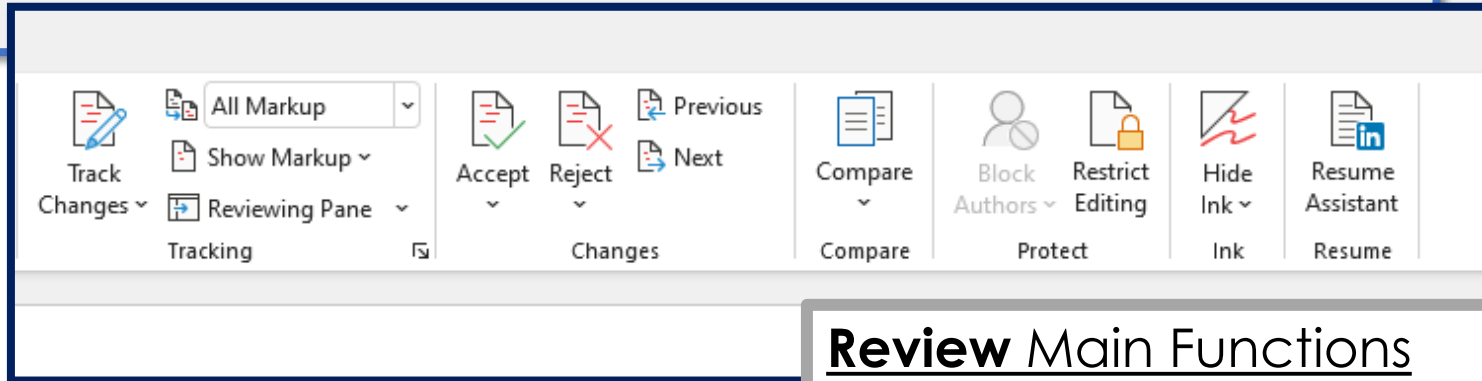 Track Changes
All Markup
Show Markup
Reviewing Pane
Tracking
Accept
Reject
Previous
Next
Changes
Compare
Compare
Block Authors
Restrict Editing
Protect
Hide Ink
Ink
in
Resume Assistant
Resume
Review Main Functions